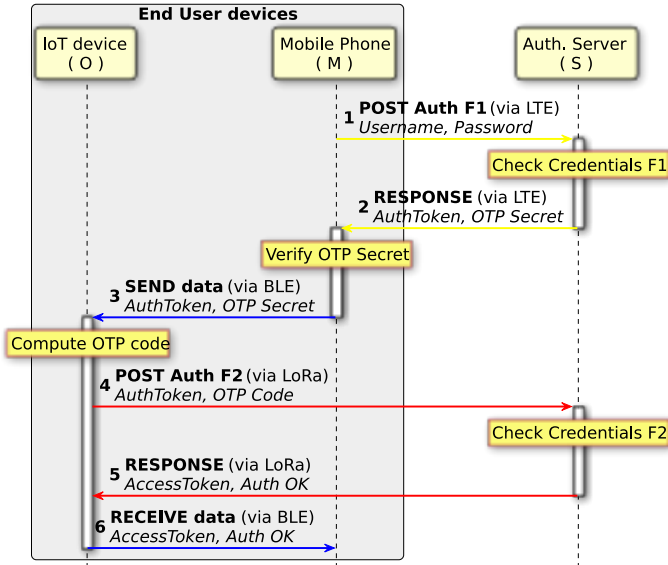 End User devices
IoT device
( O )
Mobile Phone
( M )
Auth. Server
( S )
1 POST Auth F1 (via LTE)
Username, Password
Check Credentials F1
2 RESPONSE (via LTE)
AuthToken, OTP Secret
Verify OTP Secret
3 SEND data (via BLE)
AuthToken, OTP Secret
Compute OTP code
4 POST Auth F2 (via LoRa)
AuthToken, OTP Code
Check Credentials F2
5 RESPONSE (via LoRa)
AccessToken, Auth OK
6 RECEIVE data (via BLE)
AccessToken, Auth OK